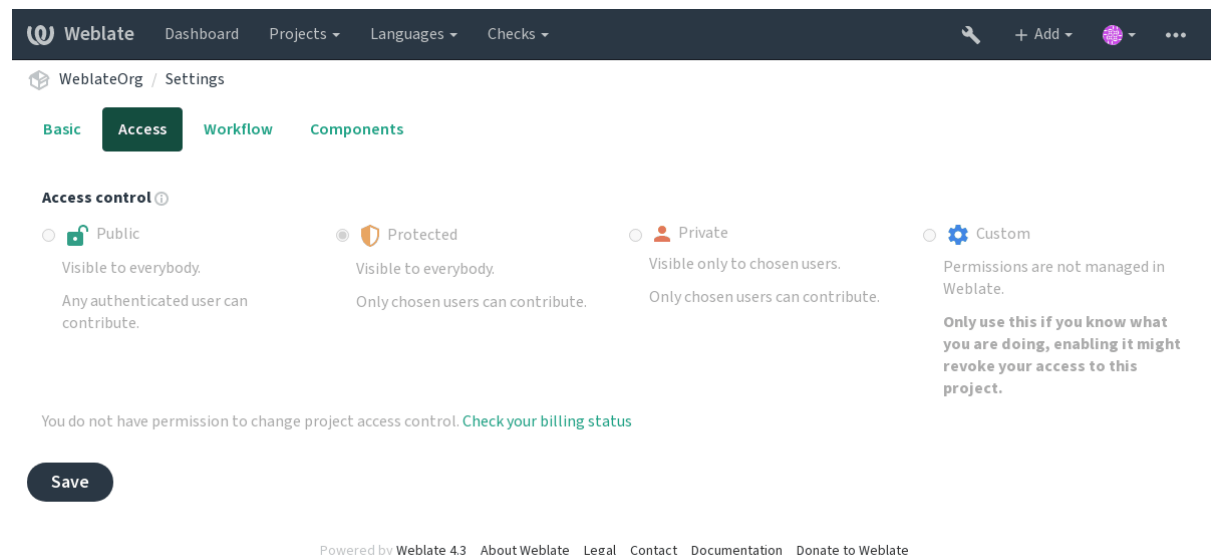 Weblate Dashboard Projects Languages Checks + Add
WeblateOrg / Settings
Basic Access Workflow Components
Access control
Public
Visible to everybody.
Any authenticated user can
contribute.
Protected
Visible to everybody.
Only chosen users can contribute.
Private
Visible only to chosen users.
Only chosen users can contribute.
Custom
Permissions are not managed in
Weblate.
Only use this if you know what
you are doing, enabling it might
revoke your access to this
project.
You do not have permission to change project access control. Check your billing status
Save
Powered by Weblate 4.3 About Weblate Legal Contact Documentation Donate to Weblate